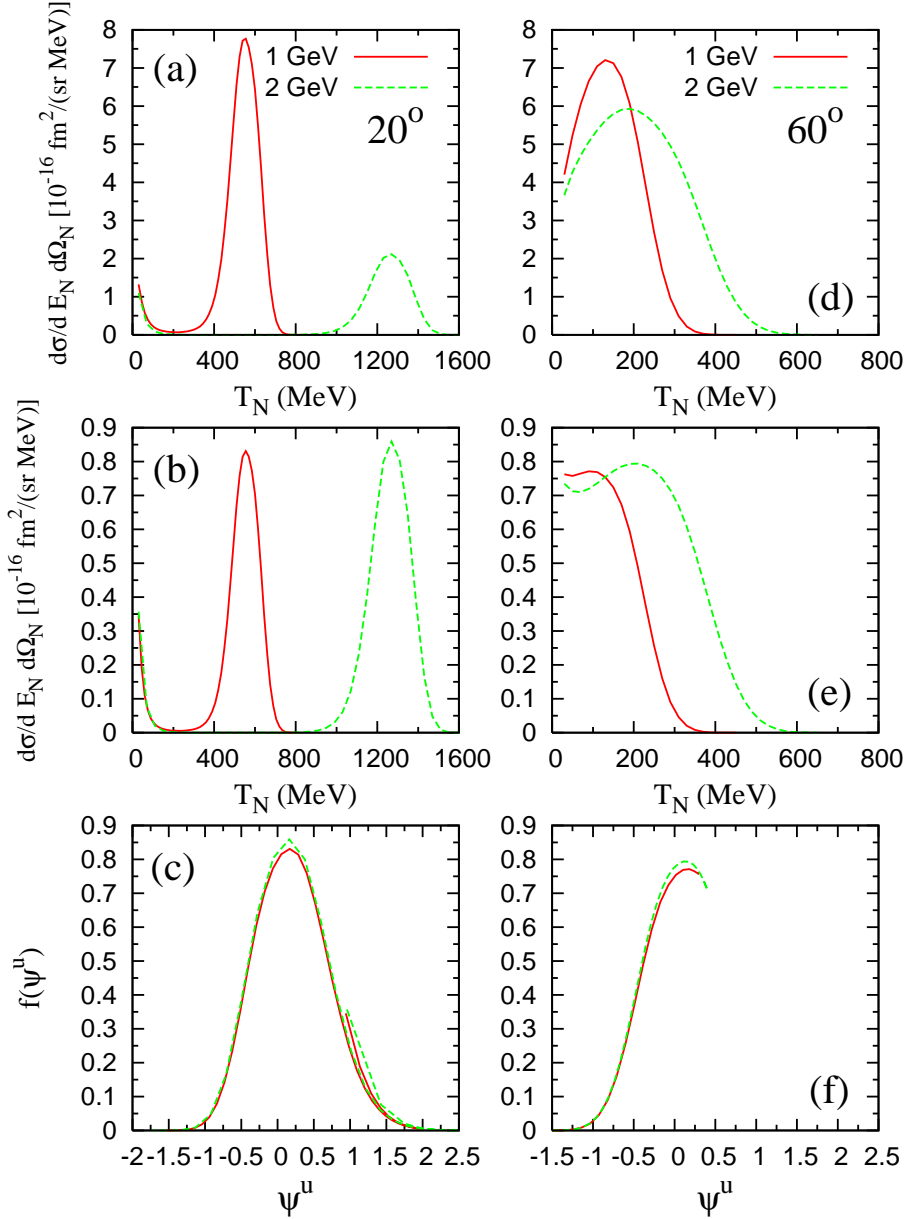 dσ/d E_N dΩ_N [10^-16 fm^2/(sr MeV)]
8
7
6
5
4
3
2
1
0
(a)
1 GeV
2 GeV
20^o
0 400 800 1200 1600
T_N (MeV)
8
7
6
5
4
3
2
1
0
1 GeV
2 GeV
60^o
(d)
0 200 400 600 800
T_N (MeV)
dσ/d E_N dΩ_N [10^-16 fm^2/(sr MeV)]
0.9
0.8
0.7
0.6
0.5
0.4
0.3
0.2
0.1
0
(b)
0 400 800 1200 1600
T_N (MeV)
0.9
0.8
0.7
0.6
0.5
0.4
0.3
0.2
0.1
0
(e)
0 200 400 600 800
T_N (MeV)
f(ψ^u)
0.9
0.8
0.7
0.6
0.5
0.4
0.3
0.2
0.1
0
(c)
-2 -1.5 -1 -0.5 0 0.5 1 1.5 2 2.5
ψ^u
0.9
0.8
0.7
0.6
0.5
0.4
0.3
0.2
0.1
0
(f)
-1.5 -1 -0.5 0 0.5 1 1.5 2 2.5
ψ^u